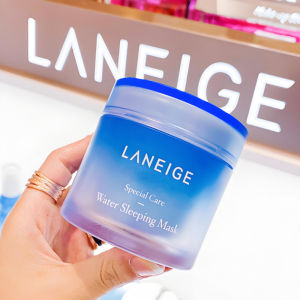 LANEIGE
LANEIGE
Special Care
Water Sleeping Mask